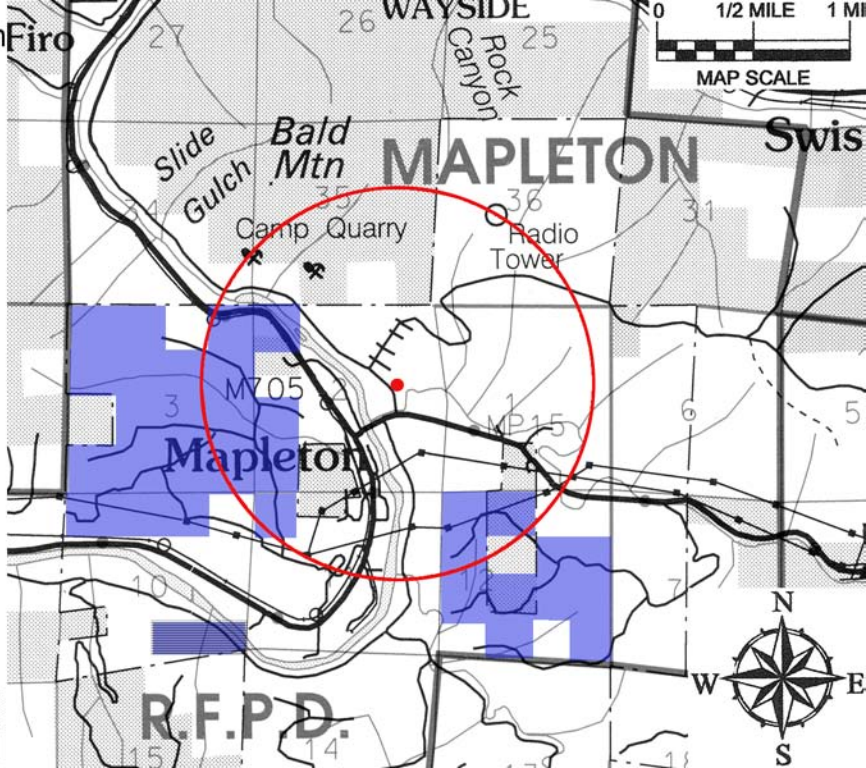 WAYSIDE
0 1/2 MILE 1 MI
MAP SCALE
Firo
27
26
25
Rock
Canyon
Swis
Bald
Mtn
Slide
Gulch
MAPLETON
34
35
36
31
Camp Quarry
Radio
Tower
M705
3
2
1
MP15
6
5
Mapleton
10
12
7
N
W E
S
R.F.P.D.
15
14